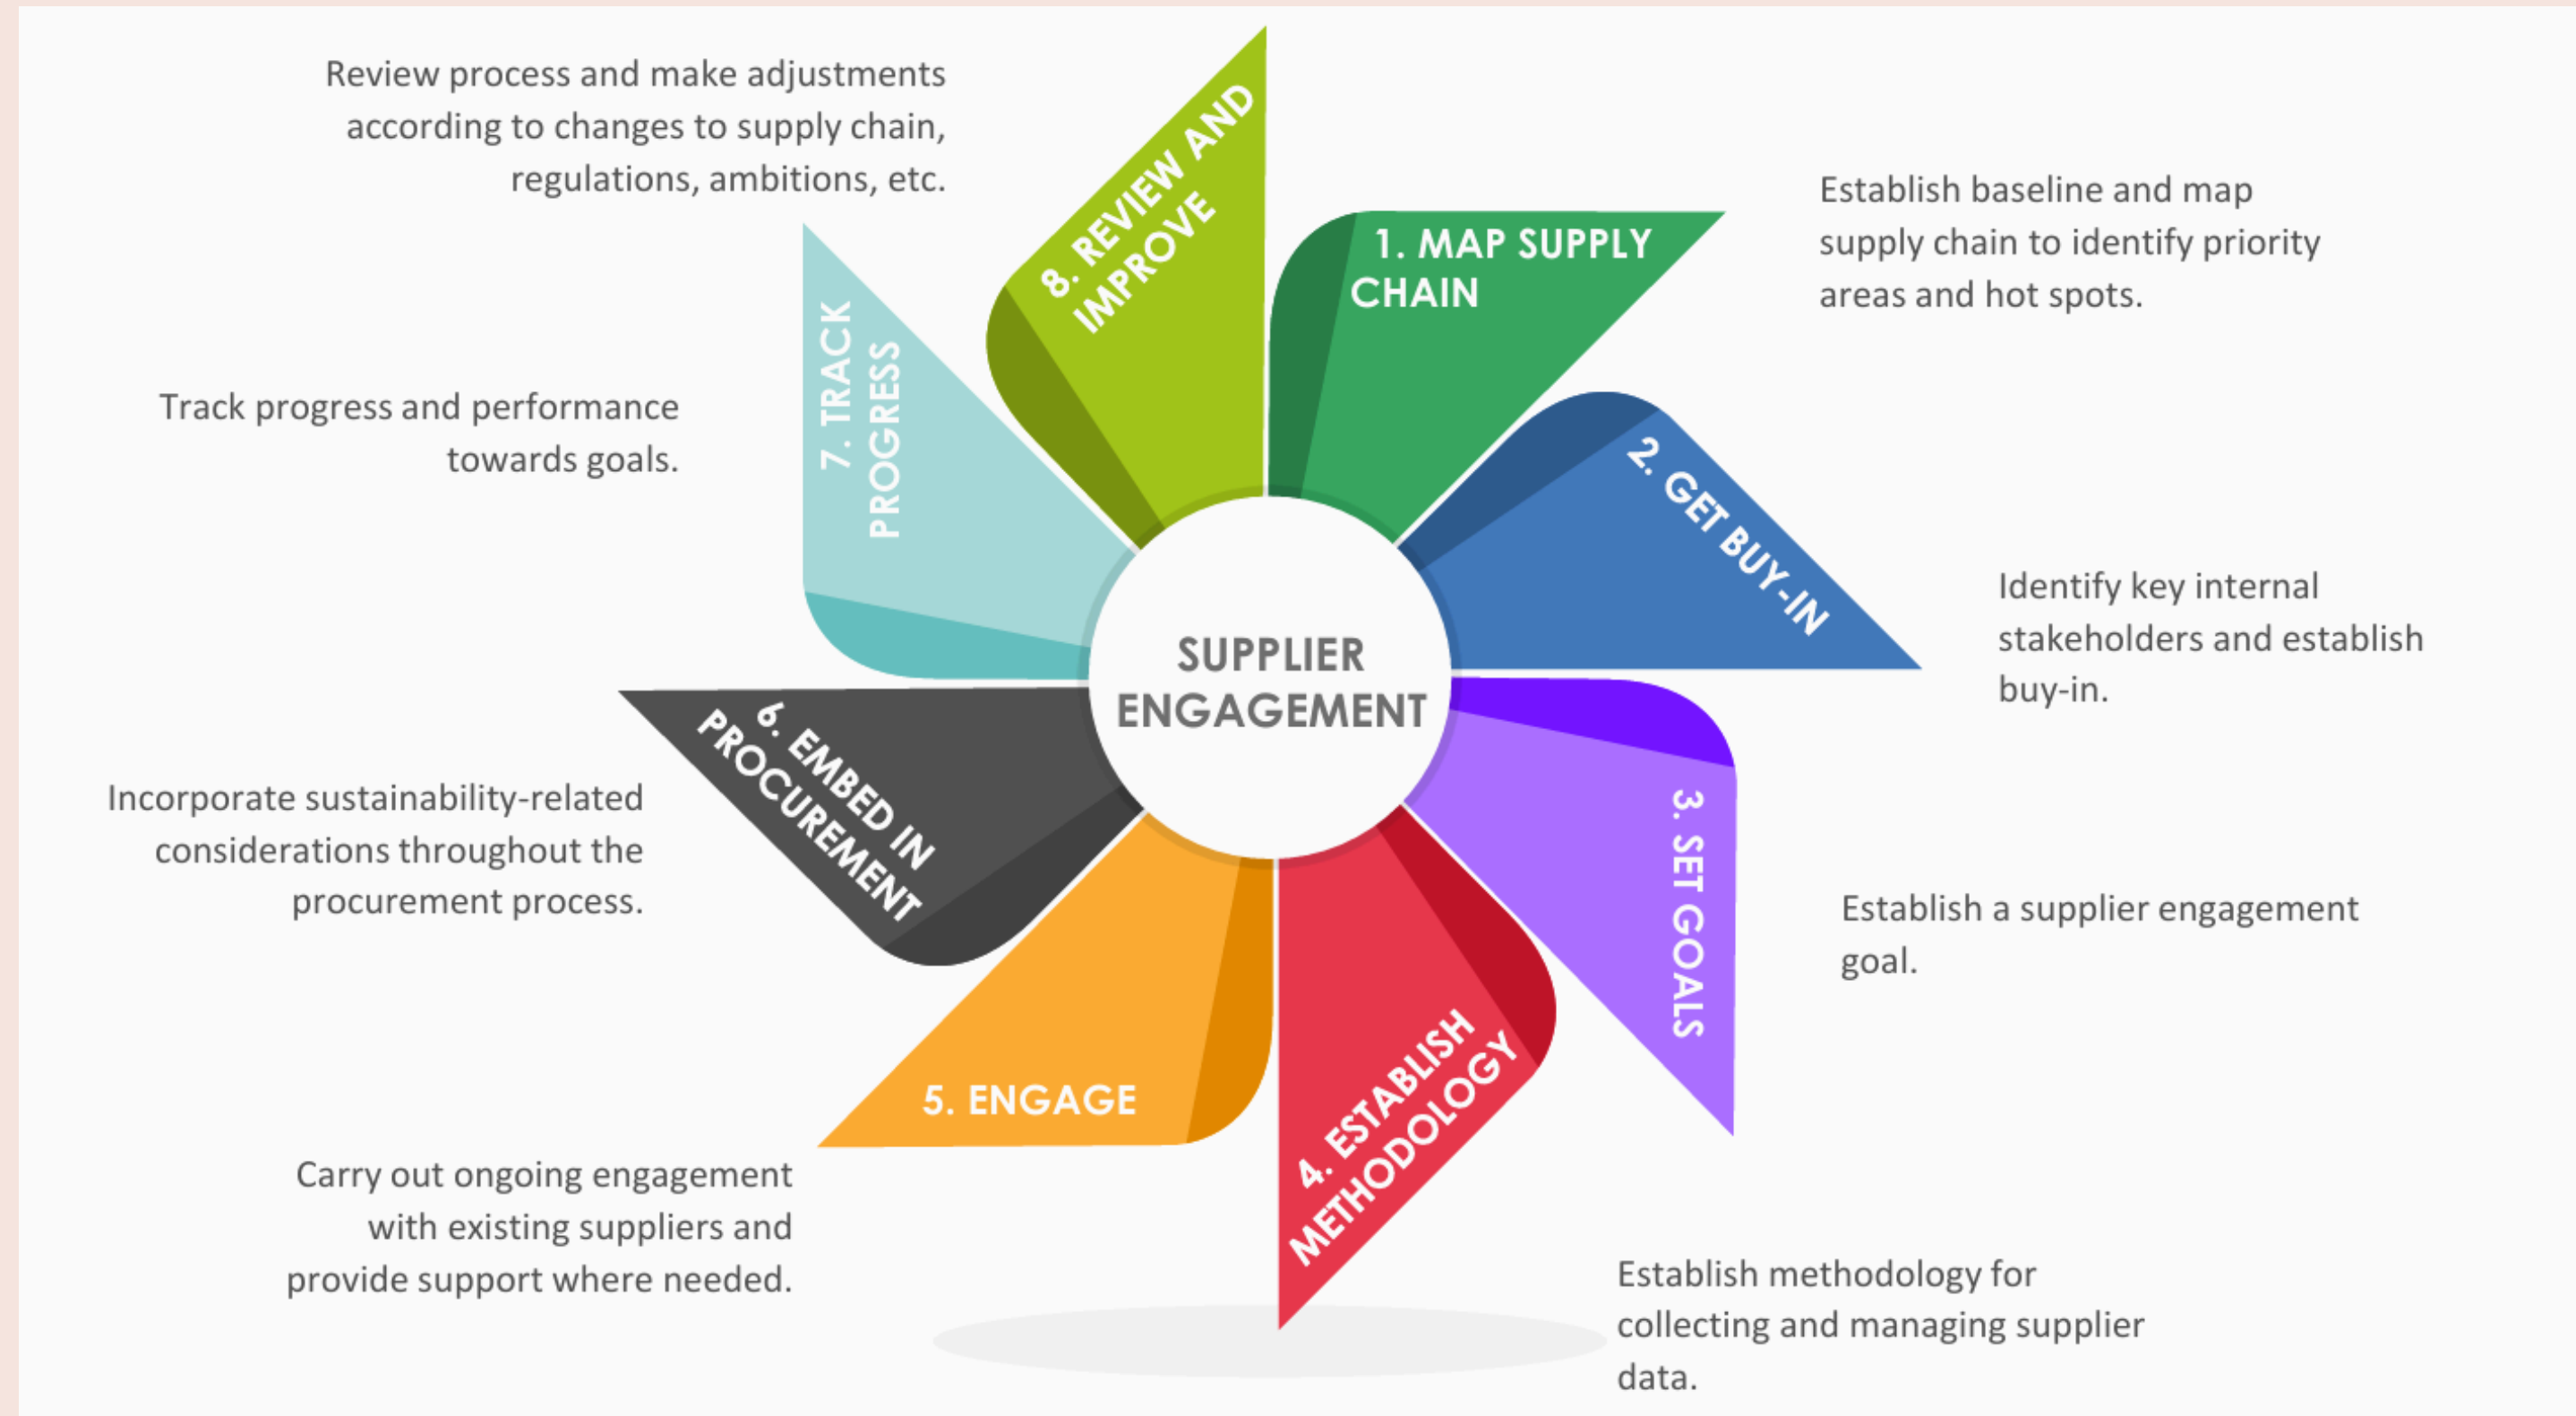 SUPPLIER
ENGAGEMENT
1. MAP SUPPLY
CHAIN
Establish baseline and map
supply chain to identify priority
areas and hot spots.
2. GET BUY-IN
Identify key internal
stakeholders and establish
buy-in.
3. SET GOALS
Establish a supplier engagement
goal.
4. ESTABLISH
METHODOLOGY
Establish methodology for
collecting and managing supplier
data.
5. ENGAGE
Carry out ongoing engagement
with existing suppliers and
provide support where needed.
6. EMBED IN
PROCUREMENT
Incorporate sustainability-related
considerations throughout the
procurement process.
7. TRACK
PROGRESS
Track progress and performance
towards goals.
8. REVIEW AND
IMPROVE
Review process and make adjustments
according to changes to supply chain,
regulations, ambitions, etc.